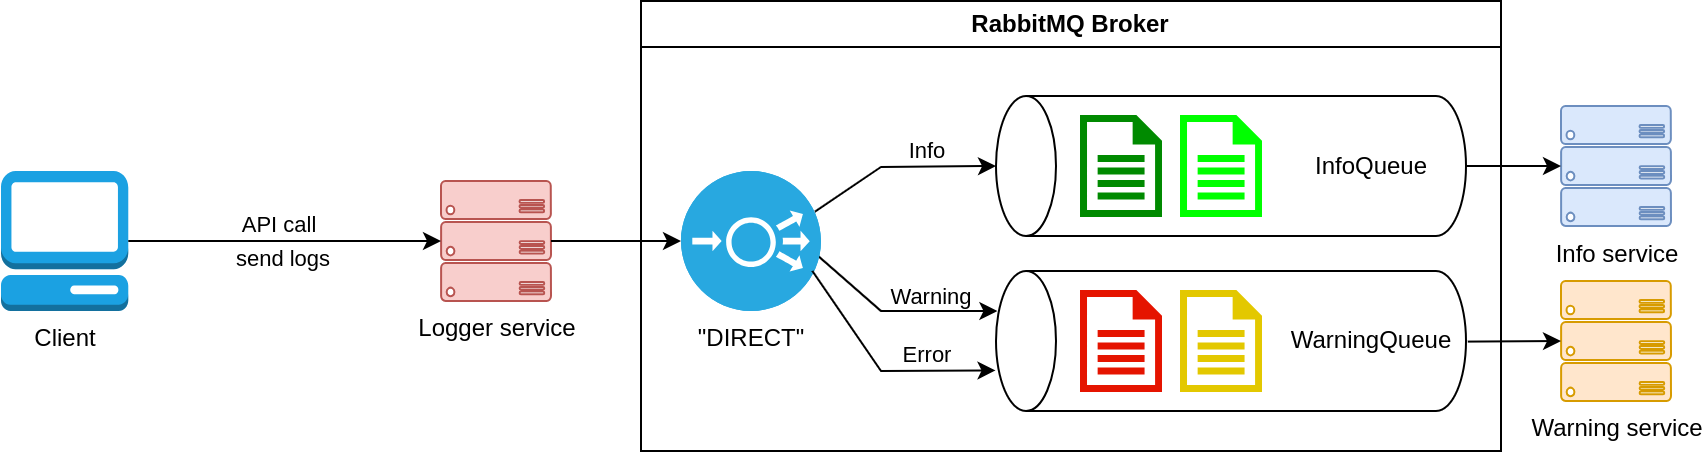 RabbitMQ Broker
API call
send logs
Client
Logger service
"DIRECT"
Info
InfoQueue
Info service
Warning
Error
WarningQueue
Warning service